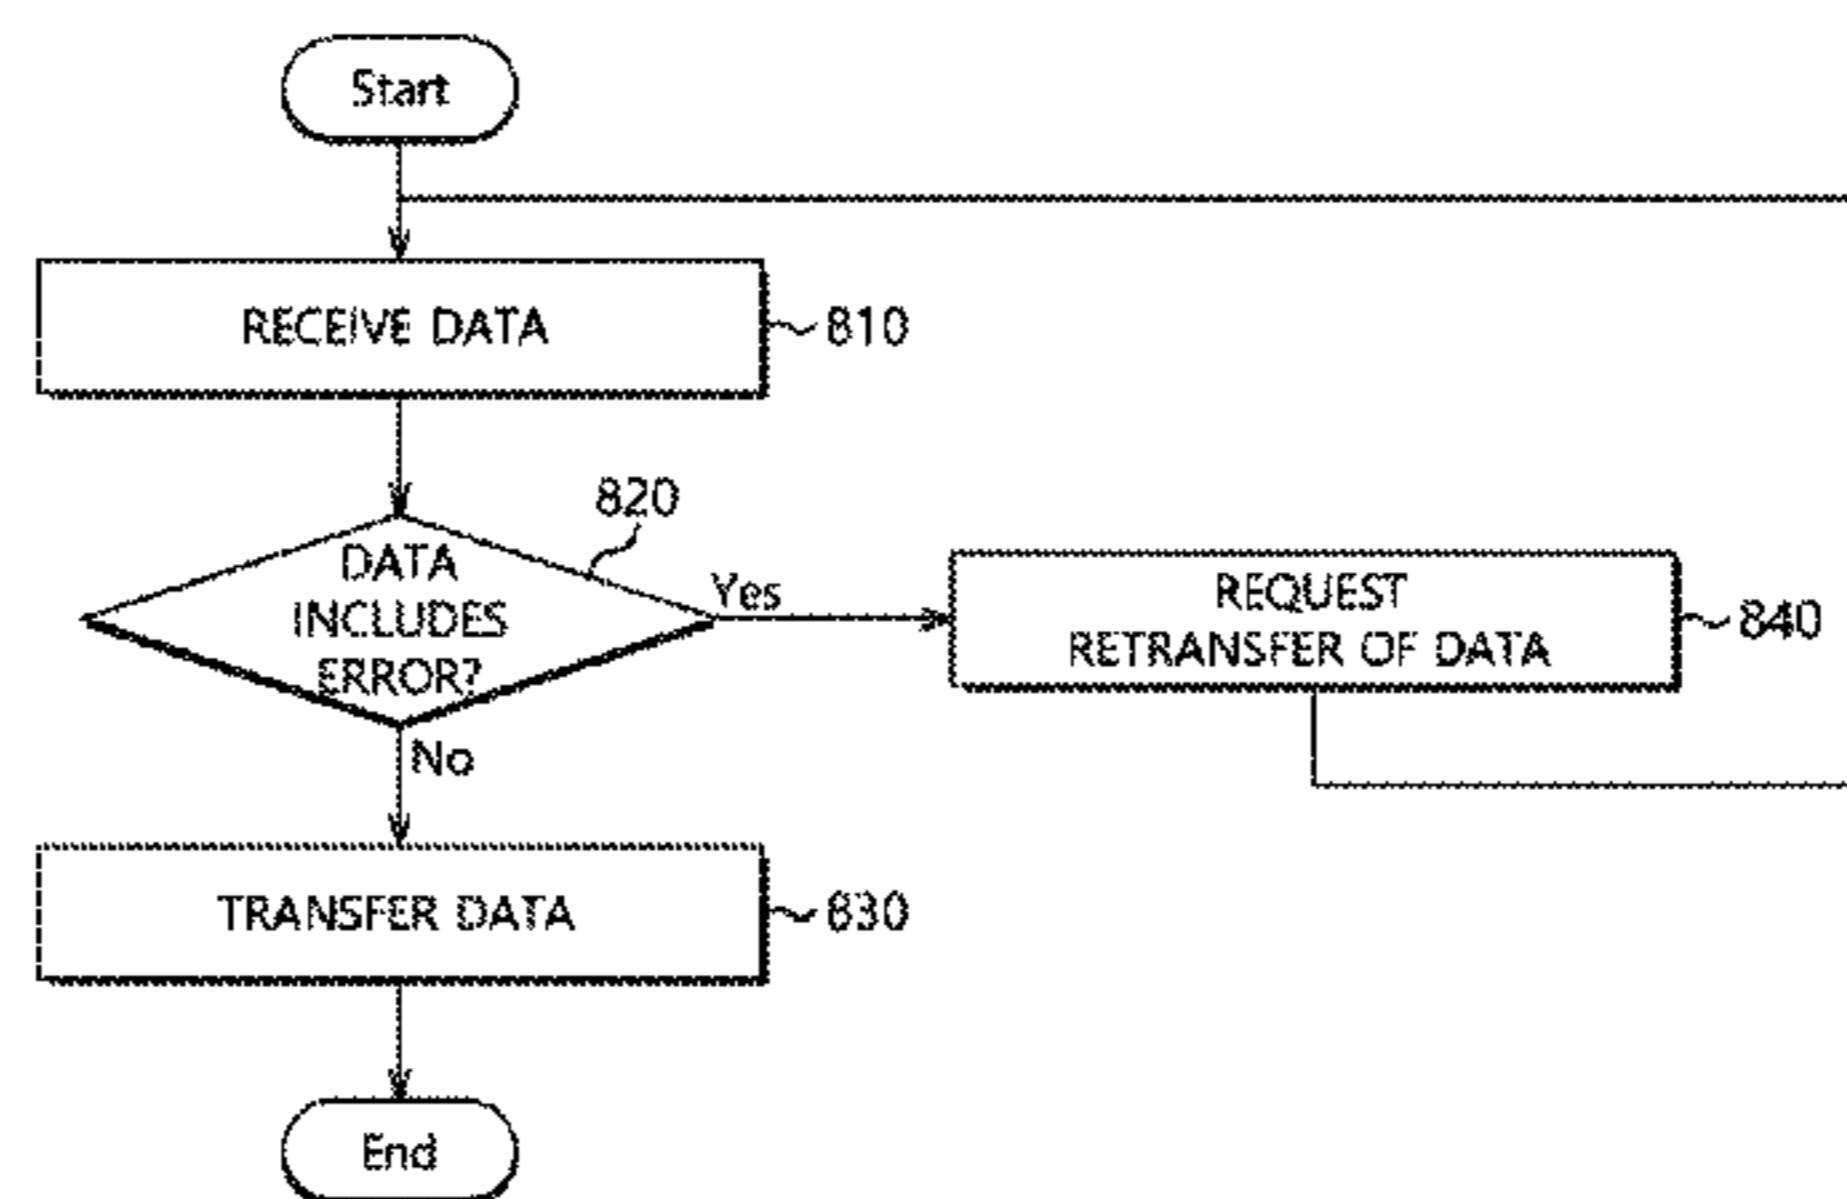 Start
RECEIVE DATA
810
820
DATA
INCLUDES
ERROR?
Yes
REQUEST
RETRANSFER OF DATA
840
No
TRANSFER DATA
830
End